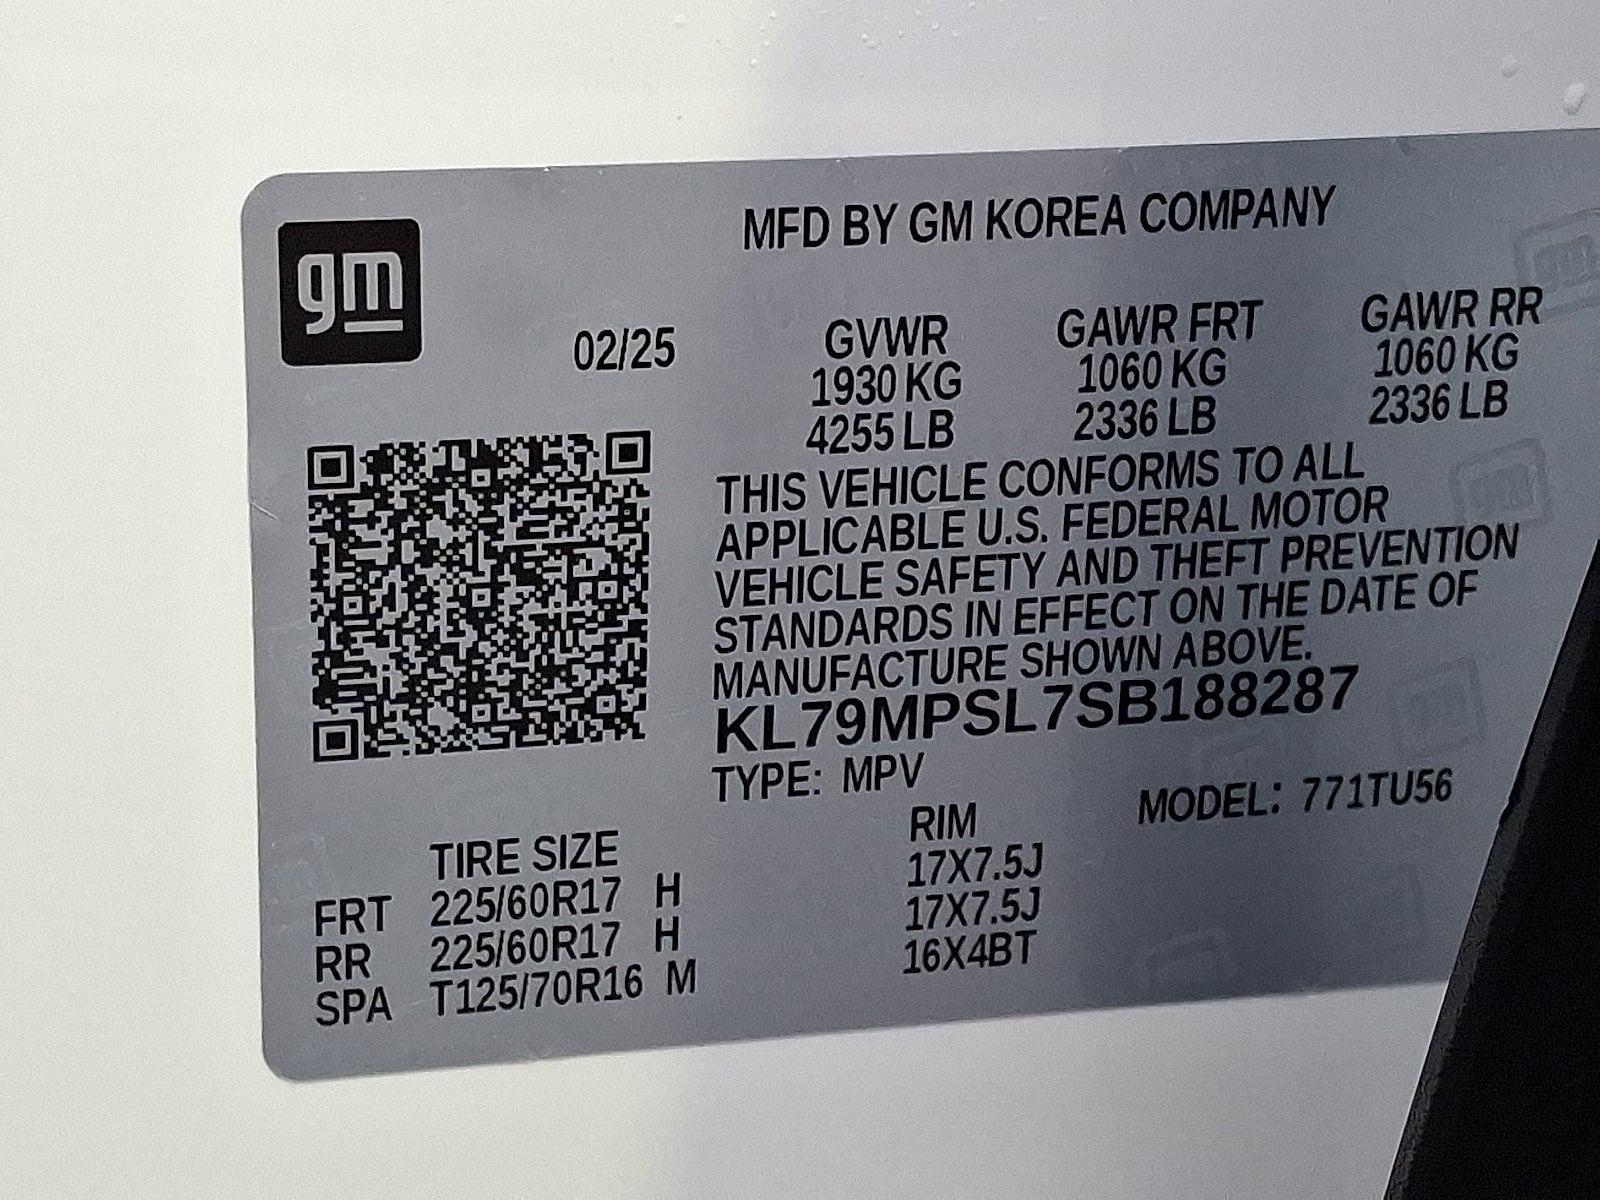 gm
MFD BY GM KOREA COMPANY
02/25
GVWR GAWR FRT GAWR RR
1930 KG 1060 KG 1060 KG
4255 LB 2336 LB 2336 LB
THIS VEHICLE CONFORMS TO ALL
APPLICABLE U.S. FEDERAL MOTOR
VEHICLE SAFETY AND THEFT PREVENTION
STANDARDS IN EFFECT ON THE DATE OF
MANUFACTURE SHOWN ABOVE.
KL79MPSL7SB188287
TYPE: MPV MODEL: 771TU56
TIRE SIZE RIM
FRT 225/60R17 H 17X7.5J
RR 225/60R17 H 17X7.5J
SPA T125/70R16 M 16X4BT